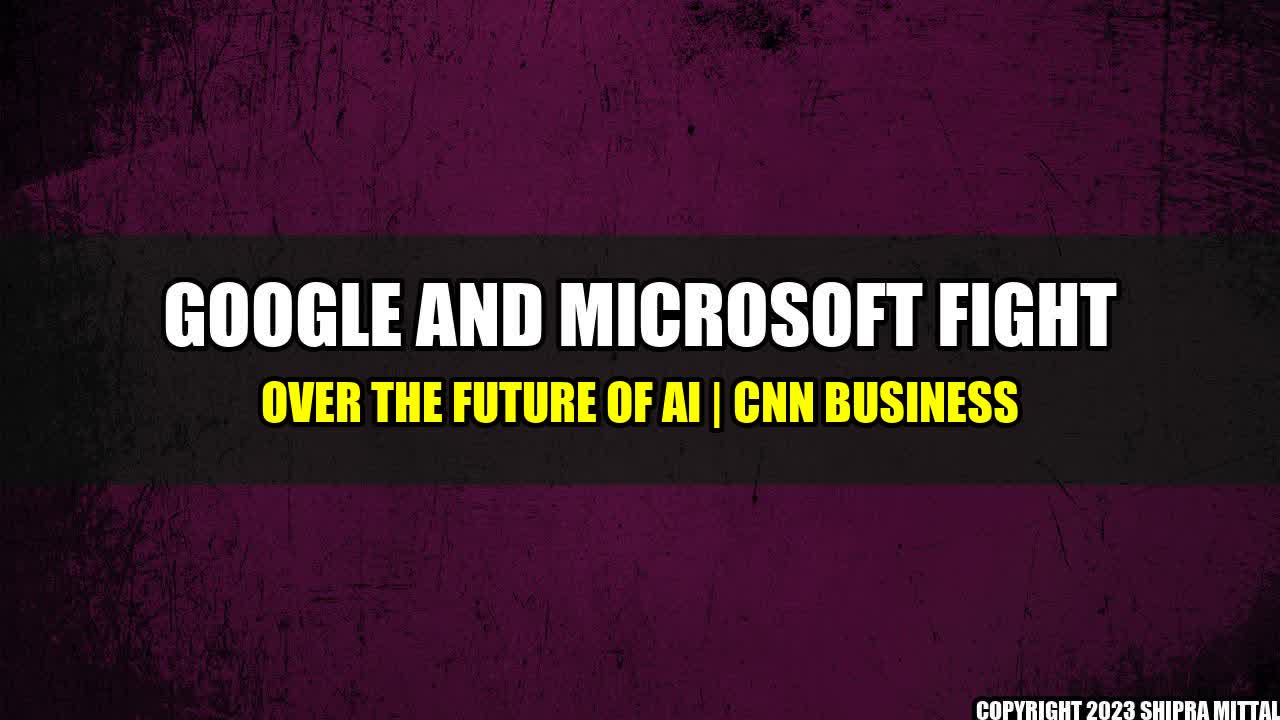 GOOGLE AND MICROSOFT FIGHT
OVER THE FUTURE OF AI | CNN BUSINESS
COPYRIGHT 2023 SHIPRA MITTAL